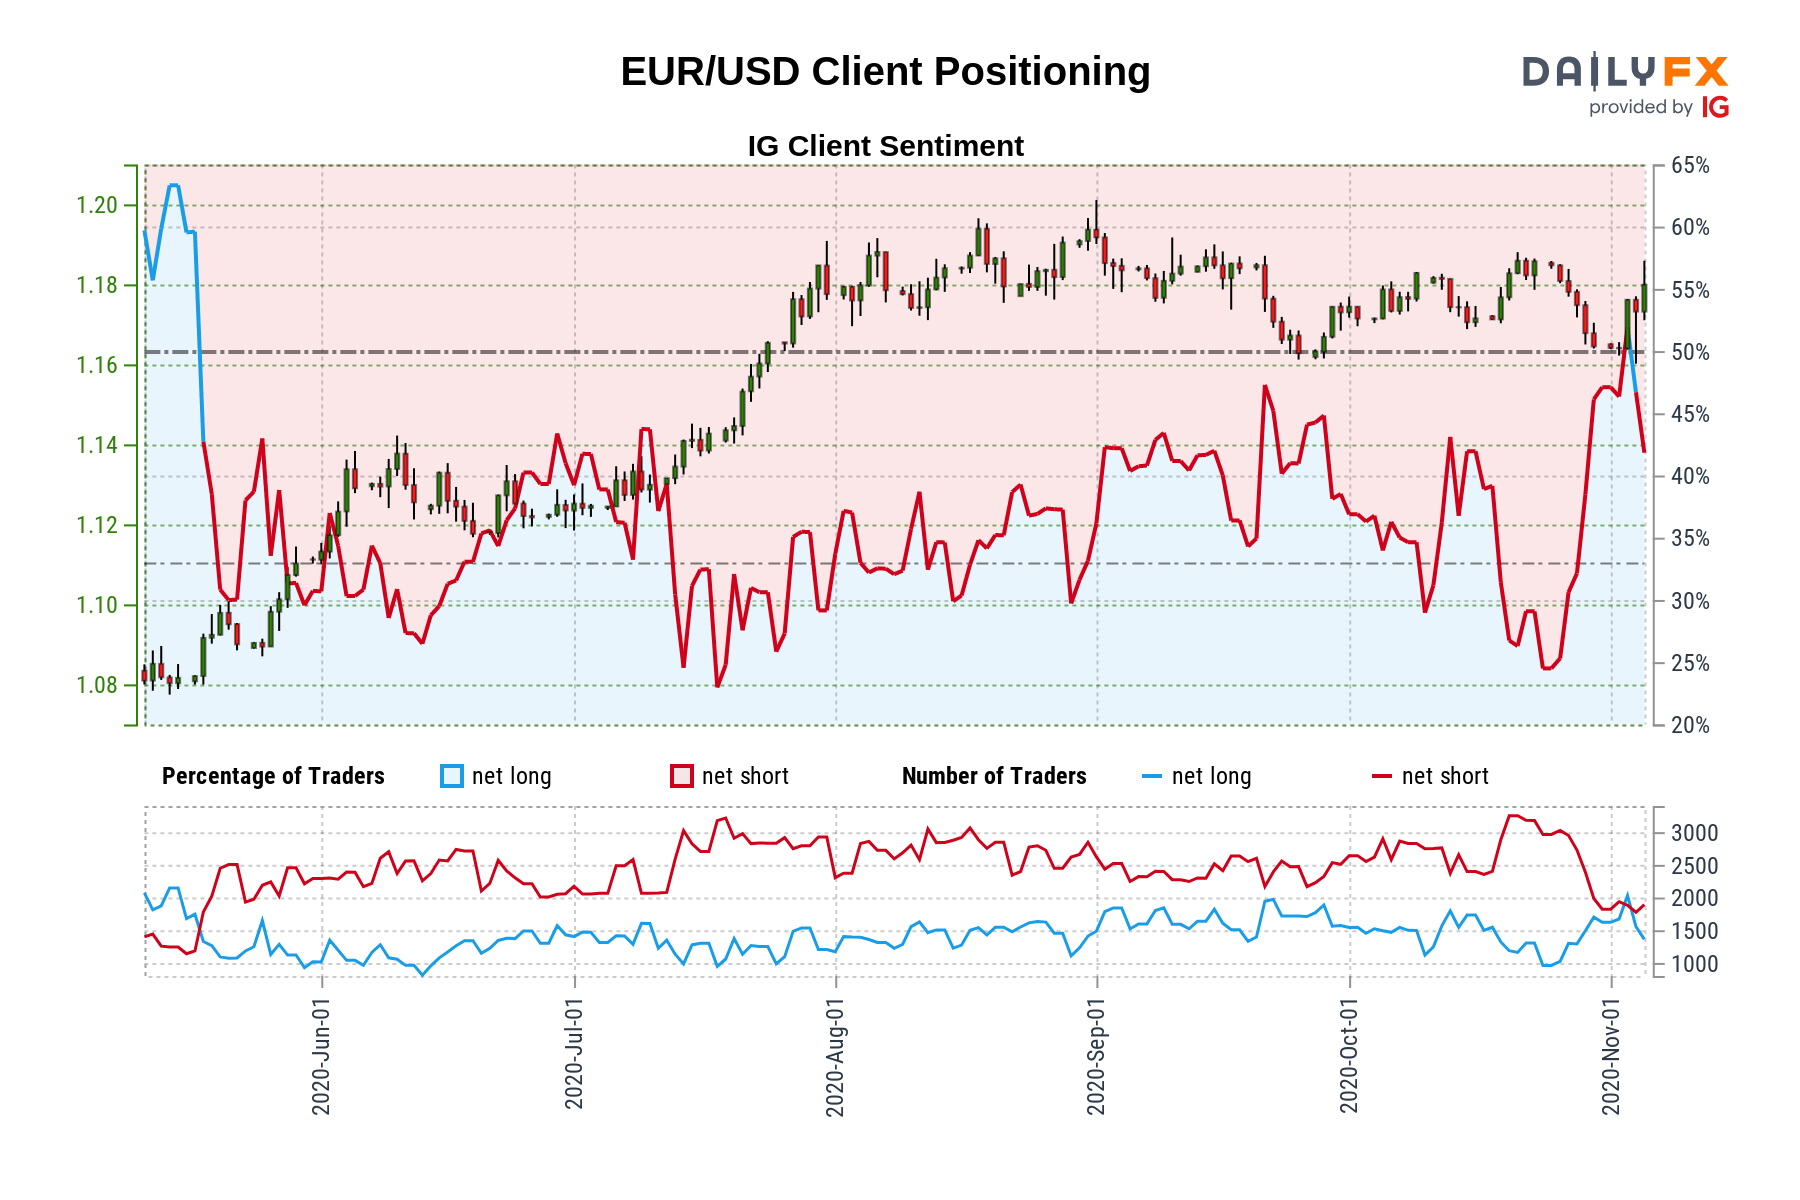 EUR/USD Client Positioning
DAILYFX
provided by IG
IG Client Sentiment
1.20
1.18
1.16
1.14
1.12
1.10
1.08
65%
60%
55%
50%
45%
40%
35%
30%
25%
20%
Percentage of Traders net long net short Number of Traders net long net short
3000
2500
2000
1500
1000
2020-Jun-01
2020-Jul-01
2020-Aug-01
2020-Sep-01
2020-Oct-01
2020-Nov-01